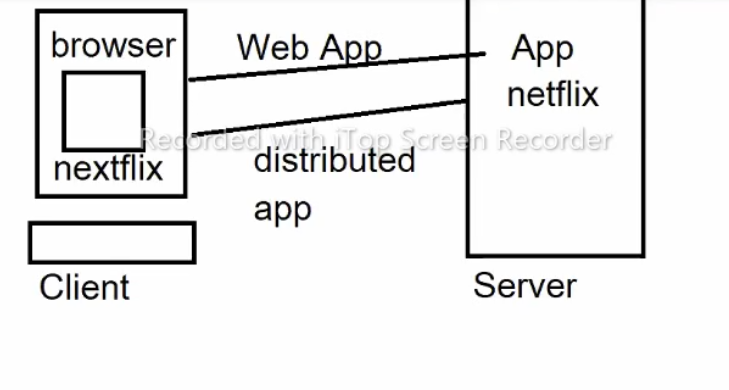 browser
Web App
App
netflix
Recorded with iTop Screen Recorder
nextflix
distributed
app
Client
Server